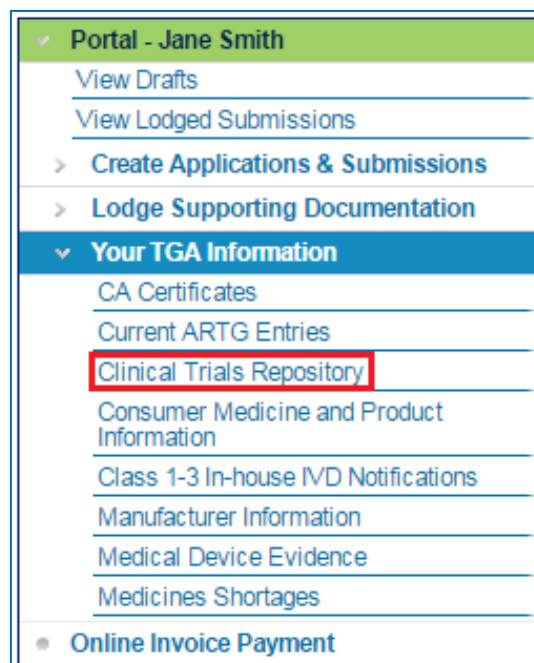 Portal - Jane Smith
View Drafts
View Lodged Submissions
Create Applications & Submissions
Lodge Supporting Documentation
Your TGA Information
CA Certificates
Current ARTG Entries
Clinical Trials Repository
Consumer Medicine and Product
Information
Class 1-3 In-house IVD Notifications
Manufacturer Information
Medical Device Evidence
Medicines Shortages
Online Invoice Payment